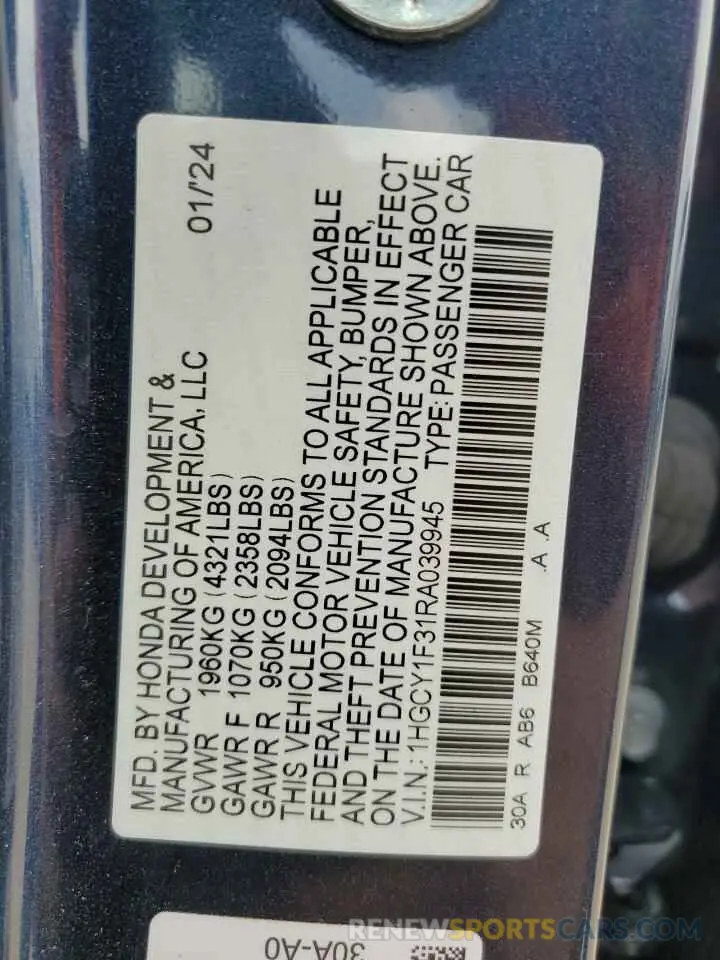 MFD. BY HONDA DEVELOPMENT &
MANUFACTURING OF AMERICA, LLC 01/'24
GVWR 1960KG (4321LBS)
GAWR F 1070KG (2358LBS)
GAWR R 950KG (2094LBS)
THIS VEHICLE CONFORMS TO ALL APPLICABLE
FEDERAL MOTOR VEHICLE SAFETY, BUMPER,
AND THEFT PREVENTION STANDARDS IN EFFECT
ON THE DATE OF MANUFACTURE SHOWN ABOVE.
V.I.N.: 1HGCY1F31RA039945 TYPE: PASSENGER CAR
30A R AB6 B640M .A .A
30A-A0
RENEWSPORTSCARS.COM